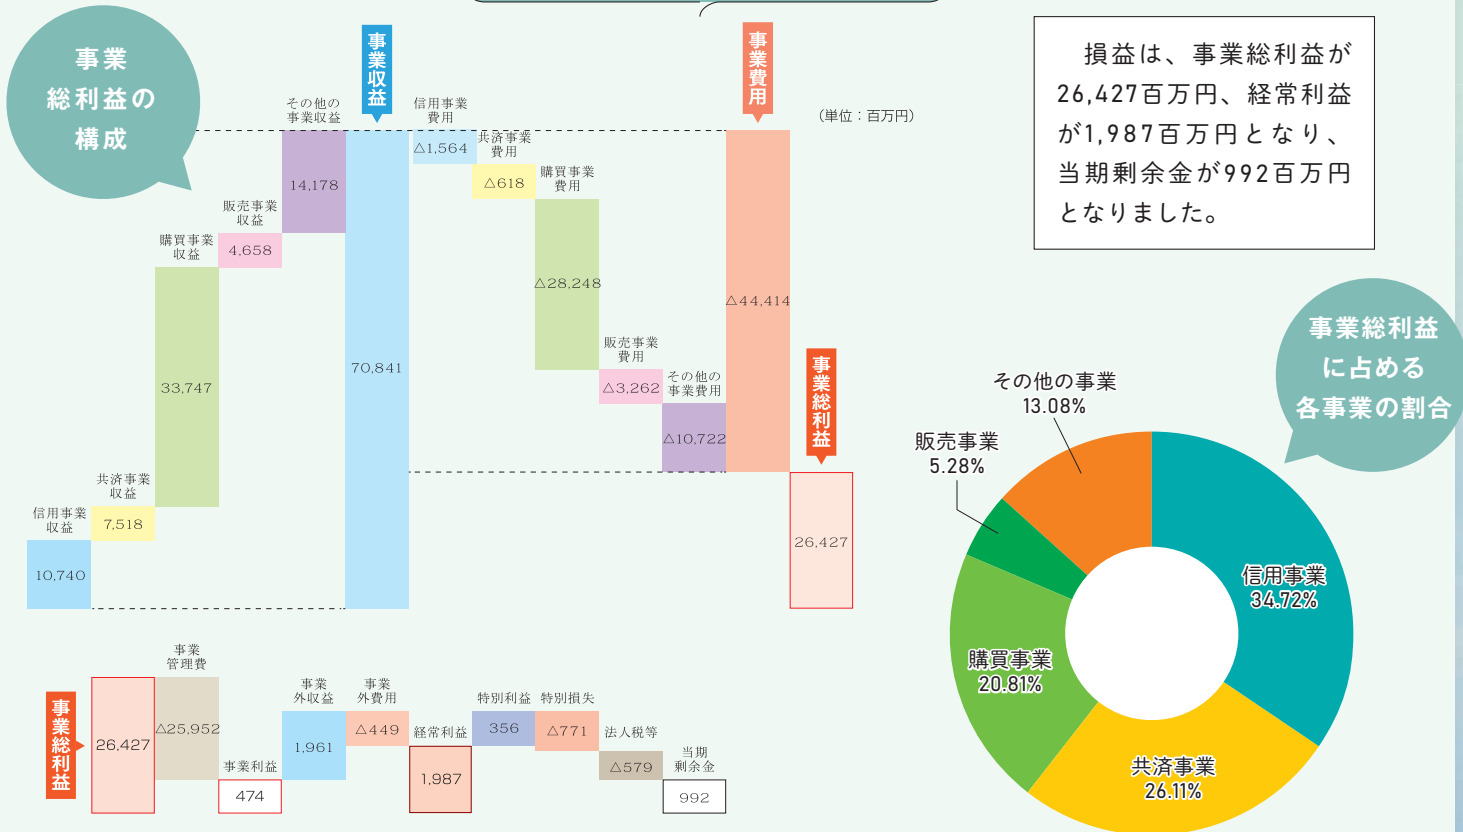 事業
総利益の
構成
事業収益
事業費用
（単位：百万円）
信用事業
収益
10,740
共済事業
収益
7,518
購買事業
収益
33,747
販売事業
収益
4,658
その他の
事業収益
14,178
70,841
信用事業
費用
△1,564
共済事業
費用
△618
購買事業
費用
△28,248
販売事業
費用
△3,262
その他の
事業費用
△10,722
△44,414
事業総利益
26,427
損益は、事業総利益が
26,427百万円、経常利益
が1,987百万円となり、
当期剰余金が992百万円
となりました。
事業総利益
に占める
各事業の割合
その他の事業
13.08%
販売事業
5.28%
信用事業
34.72%
購買事業
20.81%
共済事業
26.11%
事業総利益
26,427
事業
管理費
△25,952
事業利益
474
事業
外収益
1,961
事業
外費用
△449
経常利益
1,987
特別利益
356
特別損失
△771
法人税等
△579
当期
剰余金
992